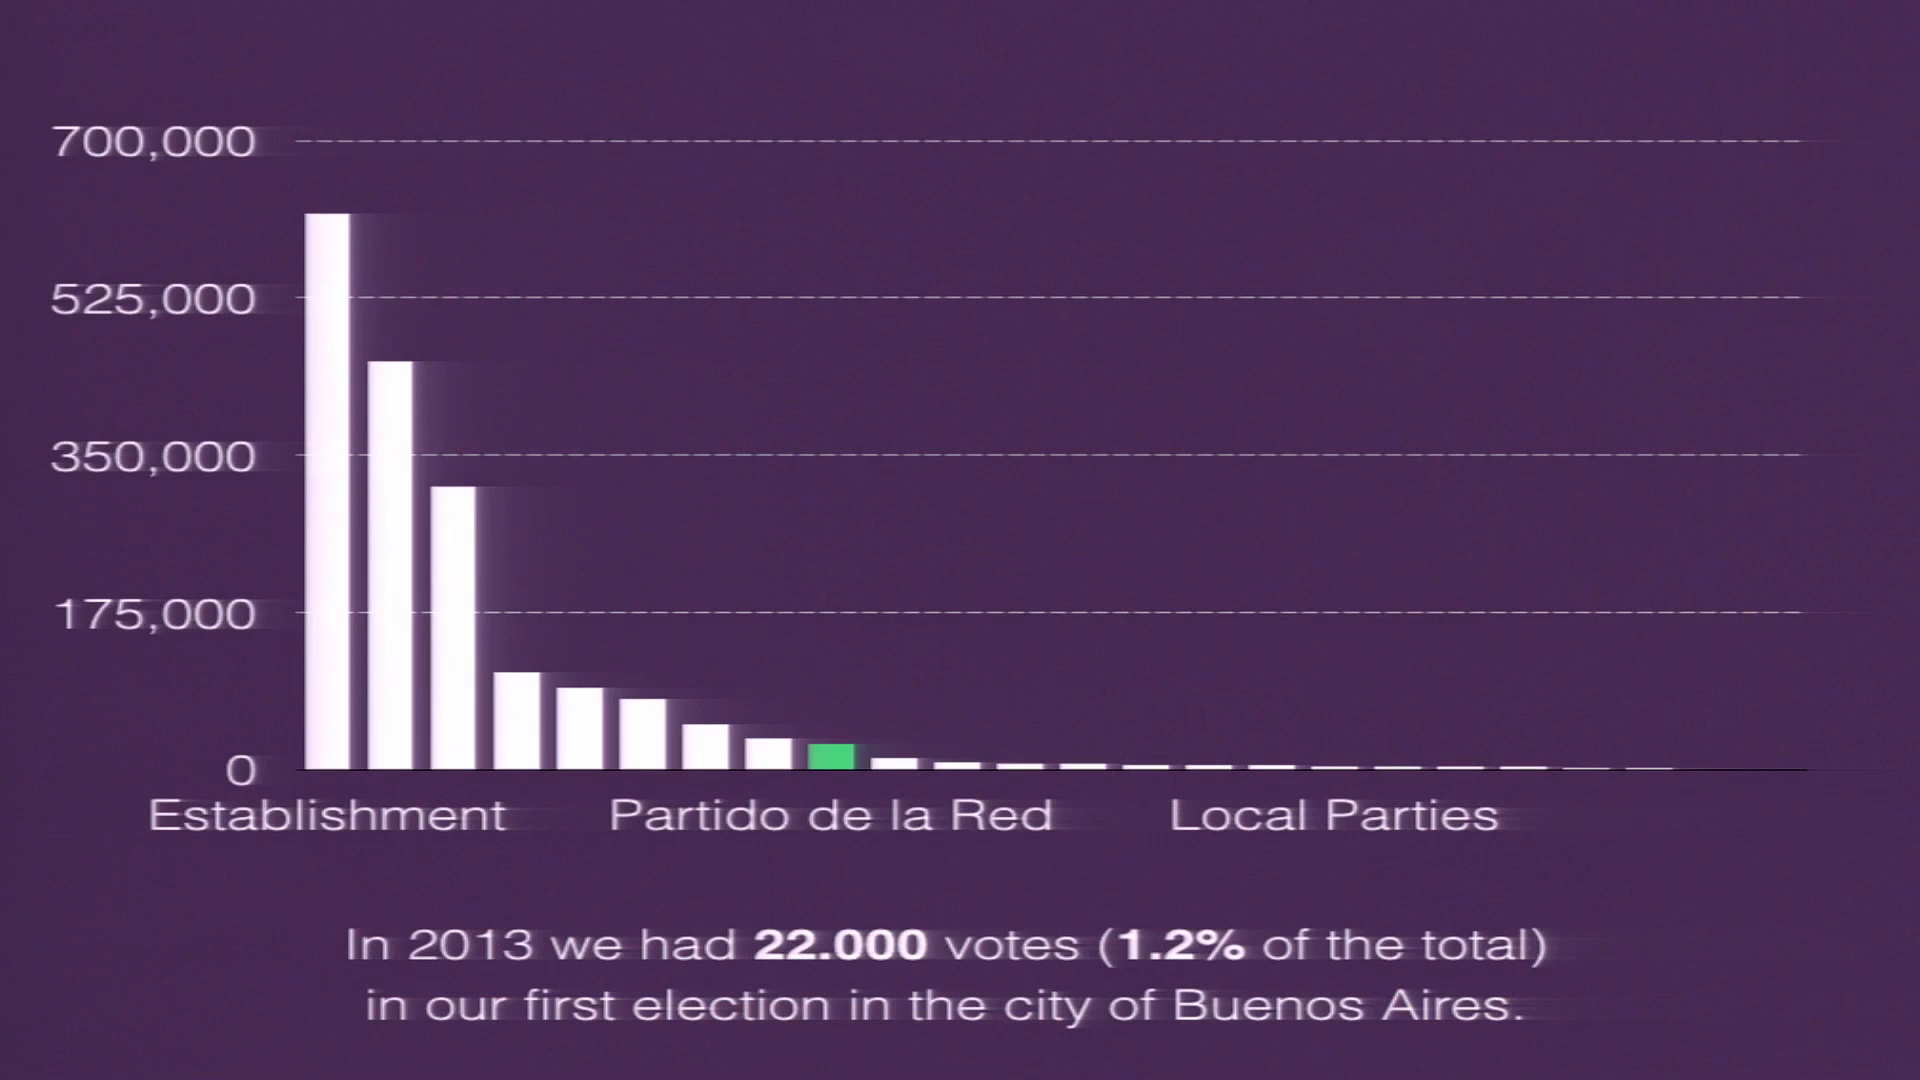 700,000
525,000
350,000
175,000
0
Establishment
Partido de la Red
Local Parties
In 2013 we had 22.000 votes (1.2% of the total)
in our first election in the city of Buenos Aires.